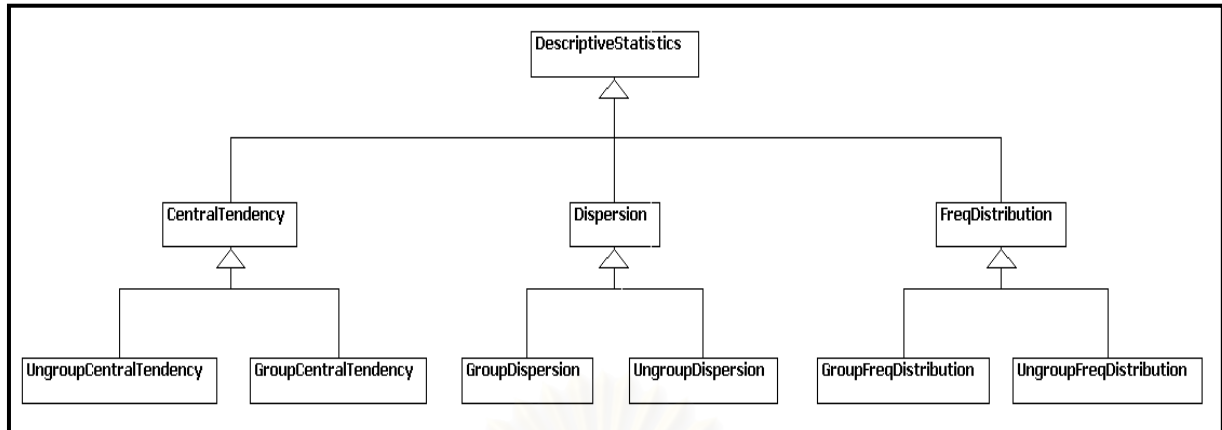 DescriptiveStatistics
CentralTendency
Dispersion
FreqDistribution
UngroupCentralTendency
GroupCentralTendency
GroupDispersion
UngroupDispersion
GroupFreqDistribution
UngroupFreqDistribution